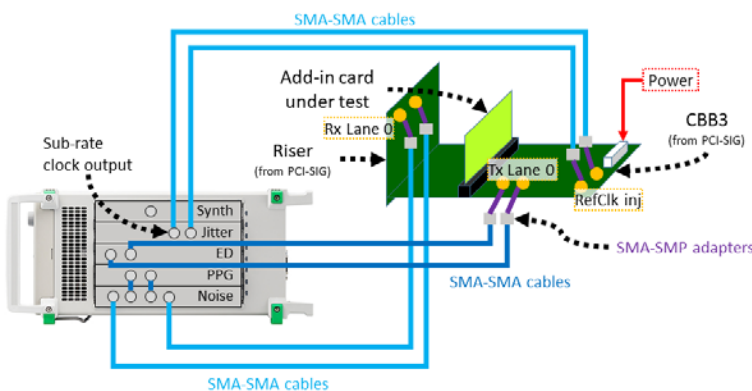 SMA-SMA cables
Add-in card
under test
Power
Rx Lane 0
CBB3
(from PCI-SIG)
Sub-rate
clock output
Riser
(from PCI-SIG)
Tx Lane 0
RefClk inj
Synth
Jitter
ED
PPG
Noise
SMA-SMP adapters
SMA-SMA cables
SMA-SMA cables